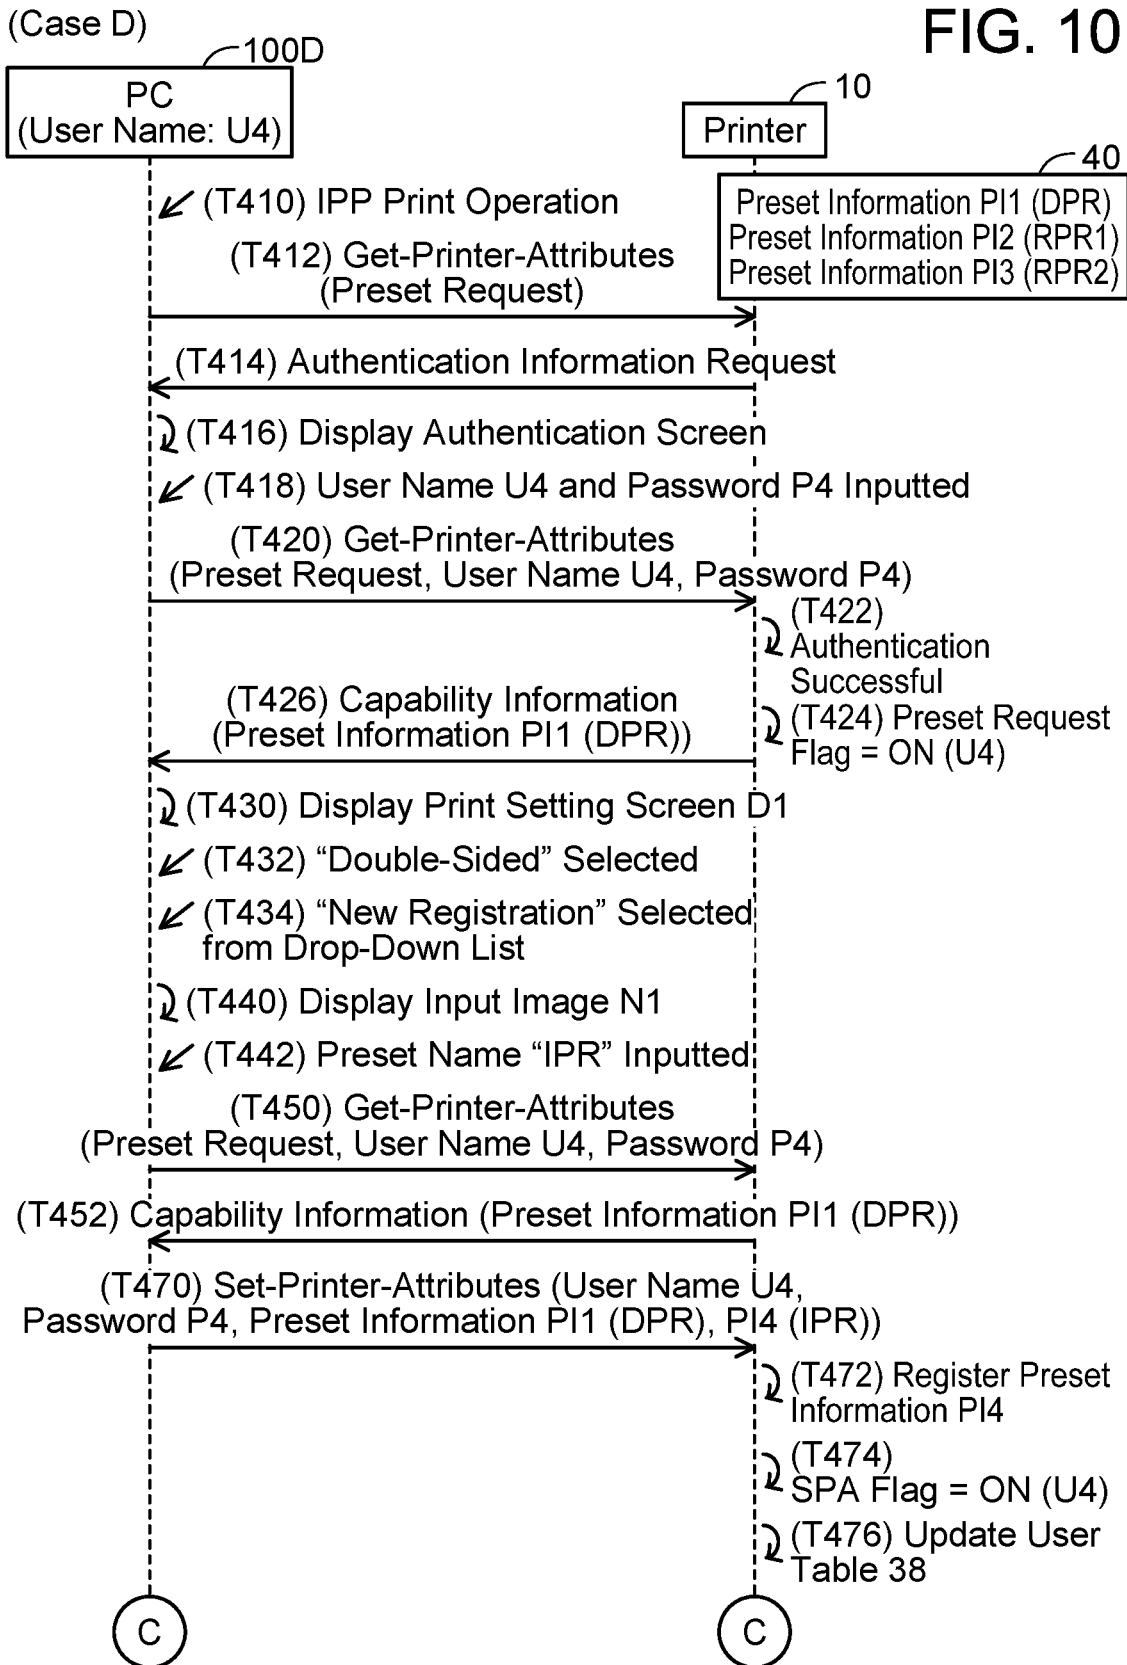 (Case D)
FIG. 10
100D
PC
(User Name: U4)
10
Printer
40
Preset Information PI1 (DPR)
Preset Information PI2 (RPR1)
Preset Information PI3 (RPR2)
(T410) IPP Print Operation
(T412) Get-Printer-Attributes
(Preset Request)
(T414) Authentication Information Request
(T416) Display Authentication Screen
(T418) User Name U4 and Password P4 Inputted
(T420) Get-Printer-Attributes
(Preset Request, User Name U4, Password P4)
(T422)
Authentication
Successful
(T424) Preset Request
Flag = ON (U4)
(T426) Capability Information
(Preset Information PI1 (DPR))
(T430) Display Print Setting Screen D1
(T432) “Double-Sided” Selected
(T434) “New Registration” Selected
from Drop-Down List
(T440) Display Input Image N1
(T442) Preset Name “IPR” Inputted
(T450) Get-Printer-Attributes
(Preset Request, User Name U4, Password P4)
(T452) Capability Information (Preset Information PI1 (DPR))
(T470) Set-Printer-Attributes (User Name U4,
Password P4, Preset Information PI1 (DPR), PI4 (IPR))
(T472) Register Preset
Information PI4
(T474)
SPA Flag = ON (U4)
(T476) Update User
Table 38
C
C